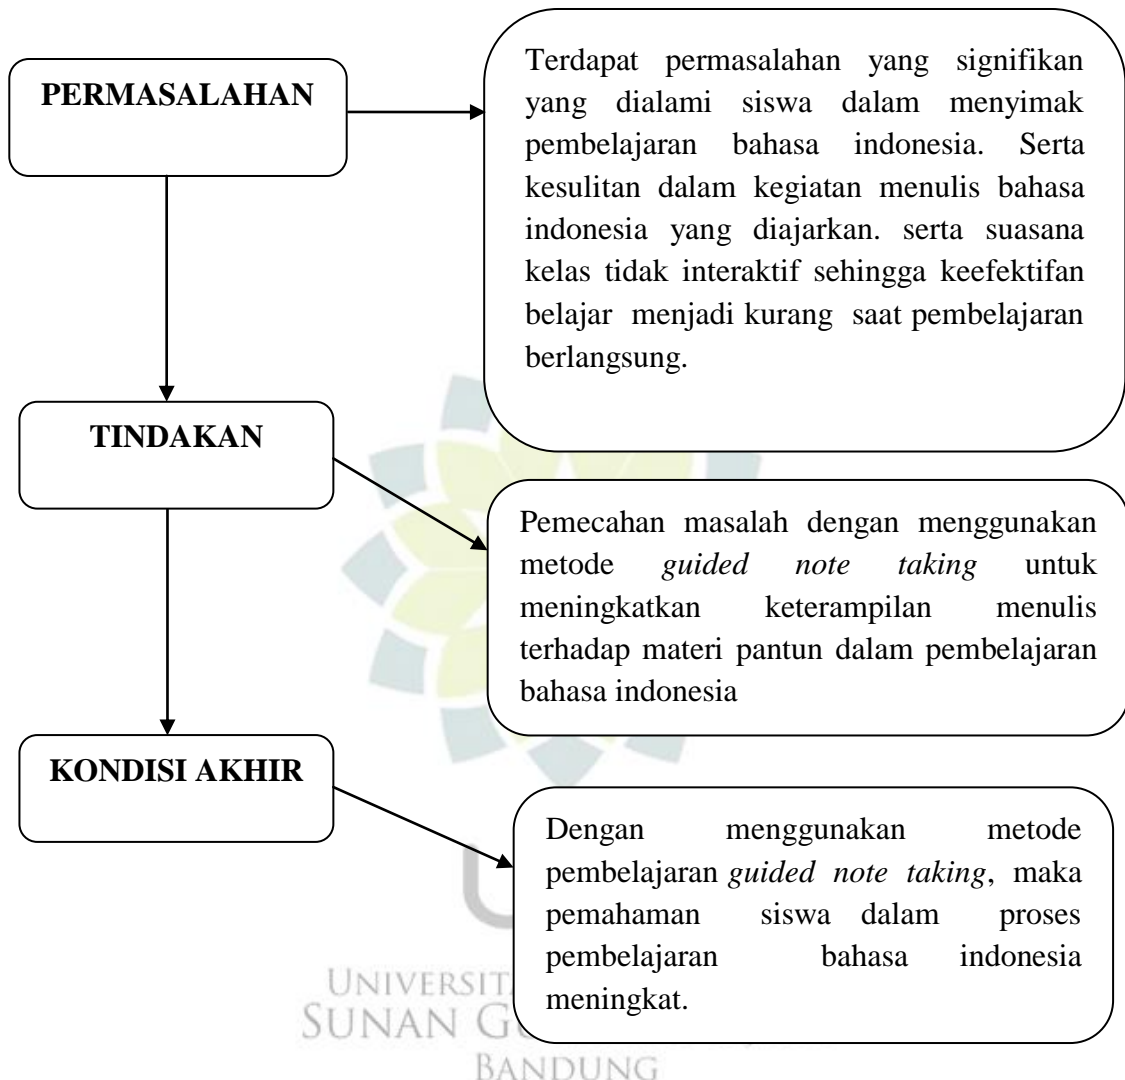 PERMASALAHAN
Terdapat permasalahan yang signifikan
yang dialami siswa dalam menyimak
pembelajaran bahasa indonesia. Serta
kesulitan dalam kegiatan menulis bahasa
indonesia yang diajarkan. serta suasana
kelas tidak interaktif sehingga keefektifan
belajar menjadi kurang saat pembelajaran
berlangsung.
TINDAKAN
Pemecahan masalah dengan menggunakan
metode guided note taking untuk
meningkatkan keterampilan menulis
terhadap materi pantun dalam pembelajaran
bahasa indonesia
KONDISI AKHIR
Dengan menggunakan metode
pembelajaran guided note taking, maka
pemahaman siswa dalam proses
pembelajaran bahasa indonesia
meningkat.
SUNAN
BANDUNG